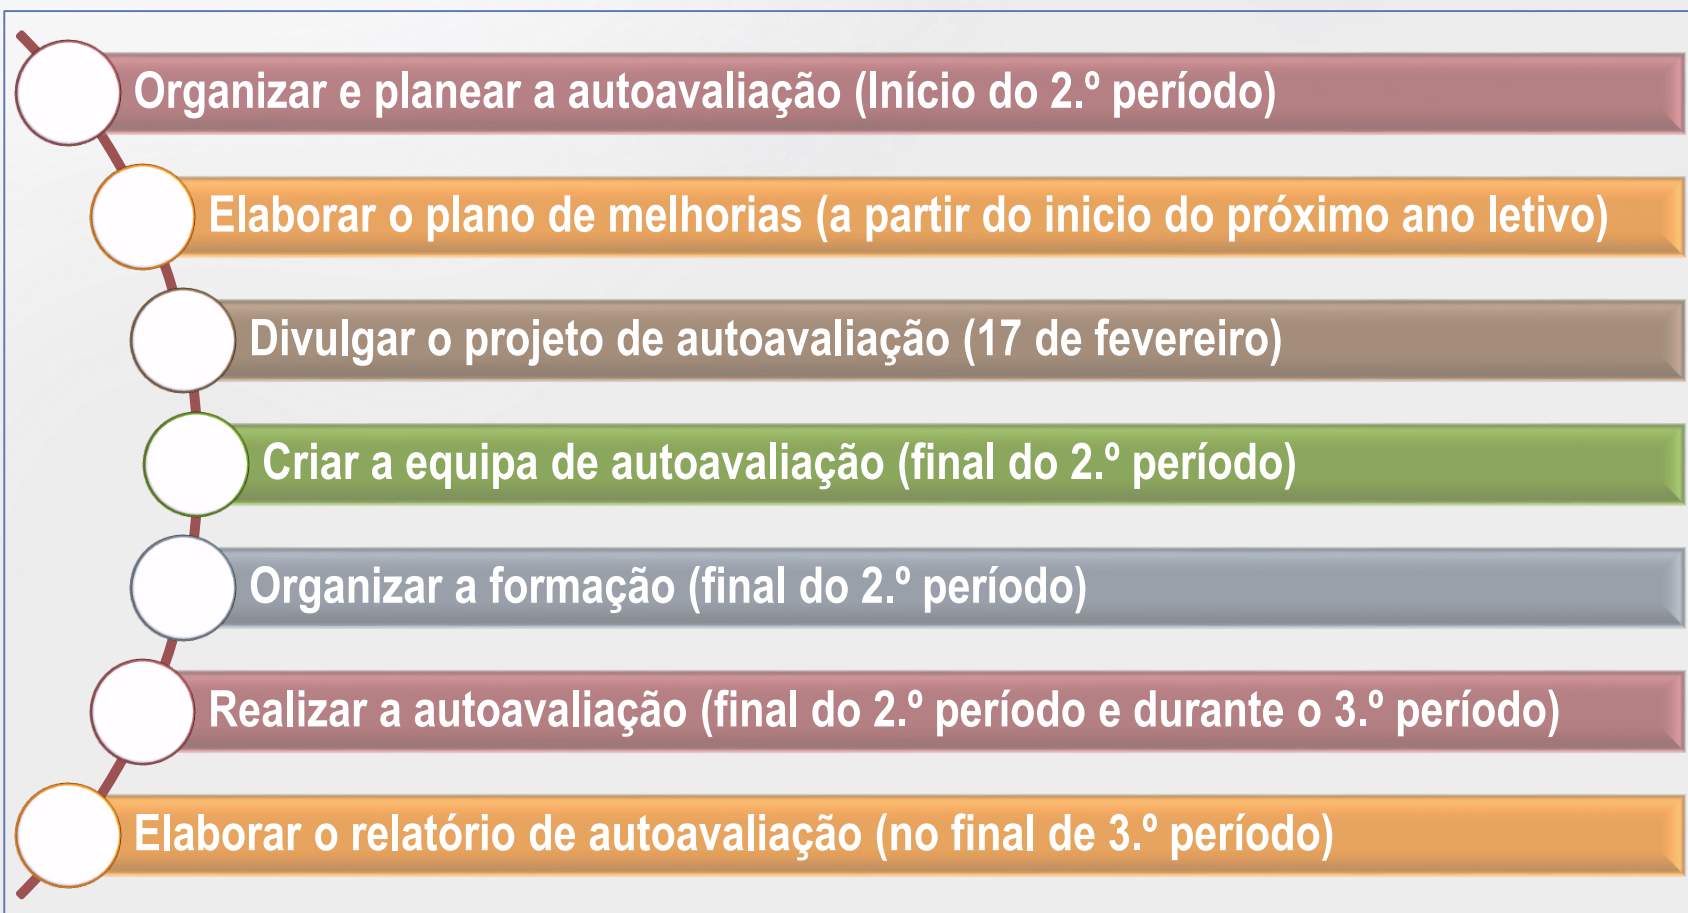 Organizar e planear a autoavaliação (Início do 2.º período)
Elaborar o plano de melhorias (a partir do inicio do próximo ano letivo)
Divulgar o projeto de autoavaliação (17 de fevereiro)
Criar a equipa de autoavaliação (final do 2.º período)
Organizar a formação (final do 2.º período)
Realizar a autoavaliação (final do 2.º período e durante o 3.º período)
Elaborar o relatório de autoavaliação (no final de 3.º período)